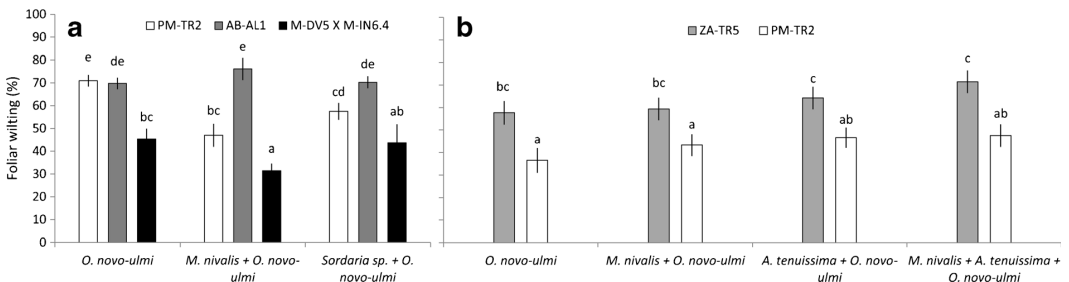 a
PM-TR2 AB-AL1 M-DV5 X M-IN6.4
Foliar wilting (%)
100
90
80
70
60
50
40
30
20
10
0
e
de
bc
bc
e
a
cd
de
ab
O. novo-ulmi
M. nivalis + O. novo-
ulmi
Sordaria sp. + O.
novo-ulmi
b
ZA-TR5 PM-TR2
bc
a
bc
a
c
ab
c
ab
O. novo-ulmi
M. nivalis + O. novo-ulmi
A. tenuissima + O. novo-
ulmi
M. nivalis + A. tenuissima +
O. novo-ulmi